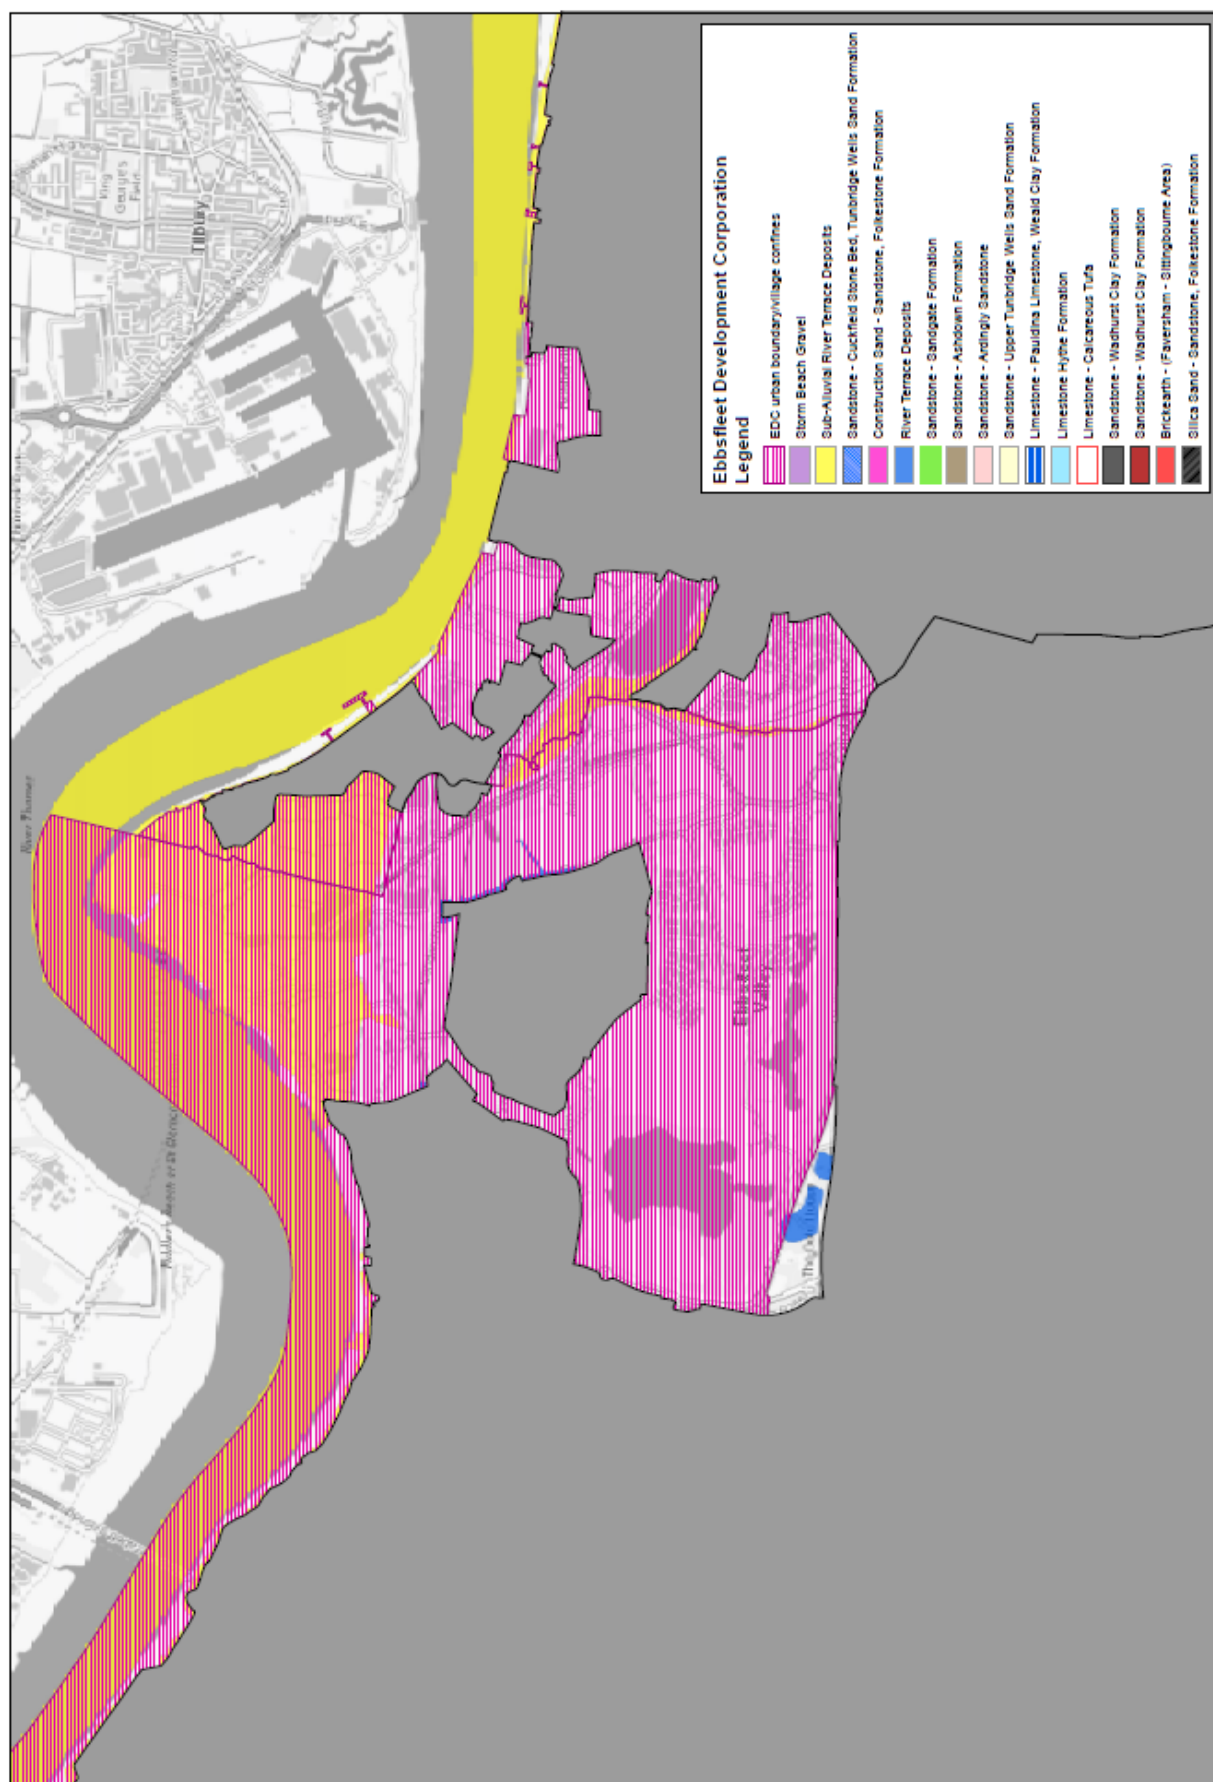 Ebbsfleet Development Corporation
Legend
EDC urban boundary/village confines
Storm Beach Gravel
Sub-Alluvial River Terrace Deposits
Sandstone - Cuckfield Stone Bed, Tunbridge Wells Sand Formation
Construction Sand - Sandstone, Folkestone Formation
River Terrace Deposits
Sandstone - Sandgate Formation
Sandstone - Ashdown Formation
Sandstone - Ardingly Sandstone
Sandstone - Upper Tunbridge Wells Sand Formation
Limestone - Paludina Limestone, Weald Clay Formation
Limestone Hythe Formation
Limestone - Calcareous Tufa
Sandstone - Wadhurst Clay Formation
Sandstone - Wadhurst Clay Formation
Brickearth - (Faversham - Sittingbourne Area)
Silica Sand - Sandstone, Folkestone Formation
King
Georges
Field
Tilbury
River Thames
Ebbsfleet
Valley